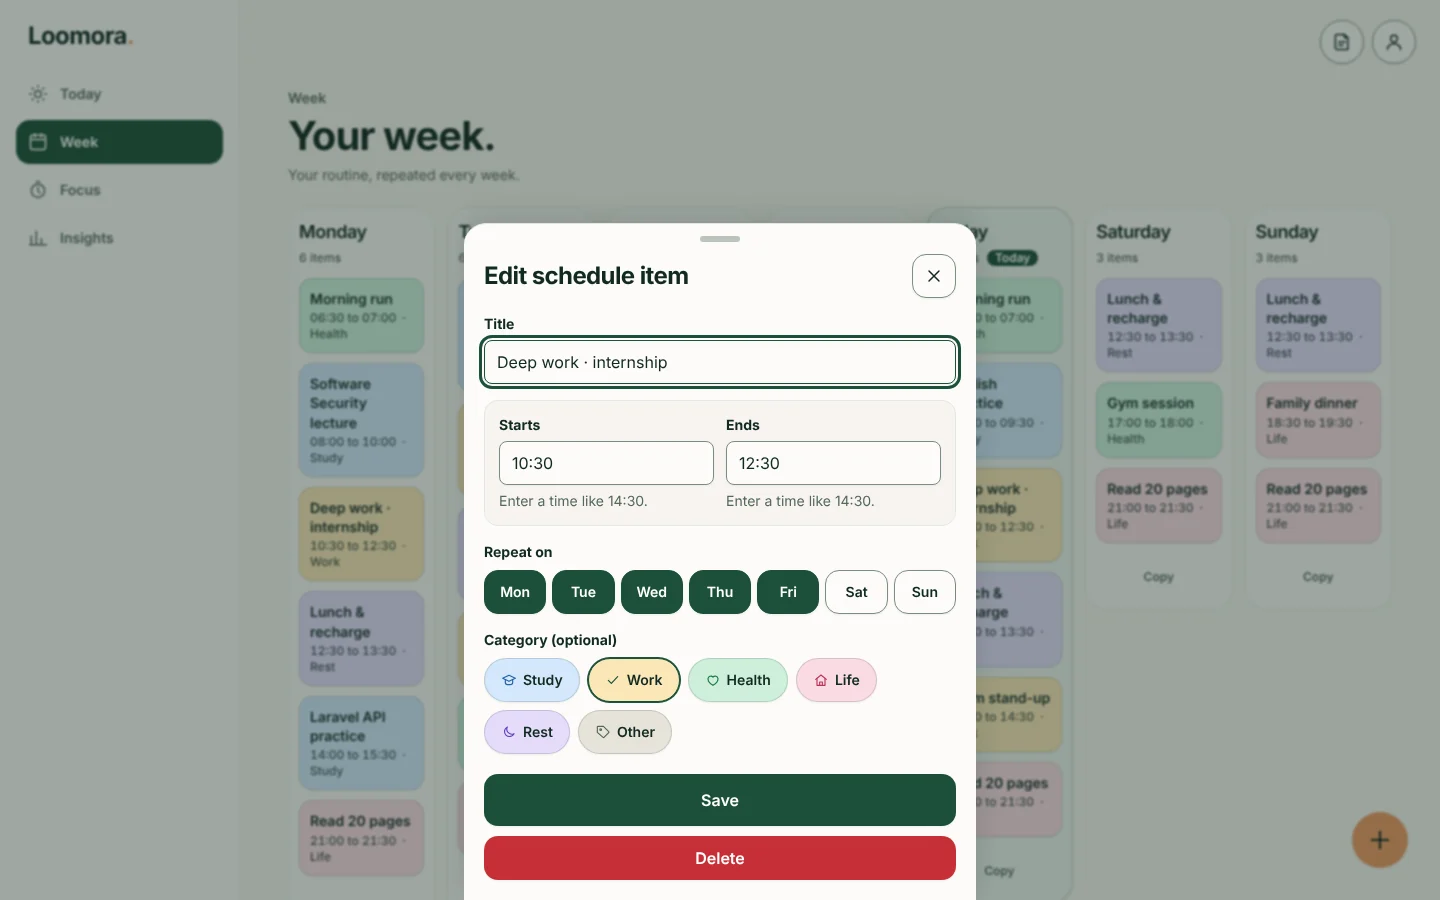 Loomora.
Today
Week
Focus
Insights
Week
Your week.
Your routine, repeated every week.
Monday
6 items
Morning run
06:30 to 07:00 ·
Health
Software
Security
lecture
08:00 to 10:00 ·
Study
Deep work ·
internship
10:30 to 12:30 ·
Work
Lunch &
recharge
12:30 to 13:30 ·
Rest
Laravel API
practice
14:00 to 15:30 ·
Study
Read 20 pages
21:00 to 21:30 ·
Life
Edit schedule item
Title
Deep work · internship
Starts
Ends
10:30
12:30
Enter a time like 14:30.
Enter a time like 14:30.
Repeat on
Mon
Tue
Wed
Thu
Fri
Sat
Sun
Category (optional)
Study
Work
Health
Life
Rest
Other
Save
Delete
Today
to 07:00 ·
to 09:30 ·
to 12:30 ·
to 13:30 ·
stand-up
to 14:30 ·
20 pages
to 21:30 ·
Copy
Saturday
3 items
Lunch &
recharge
12:30 to 13:30 ·
Rest
Gym session
17:00 to 18:00 ·
Health
Read 20 pages
21:00 to 21:30 ·
Life
Copy
Sunday
3 items
Lunch &
recharge
12:30 to 13:30 ·
Rest
Family dinner
18:30 to 19:30 ·
Life
Read 20 pages
21:00 to 21:30 ·
Life
Copy